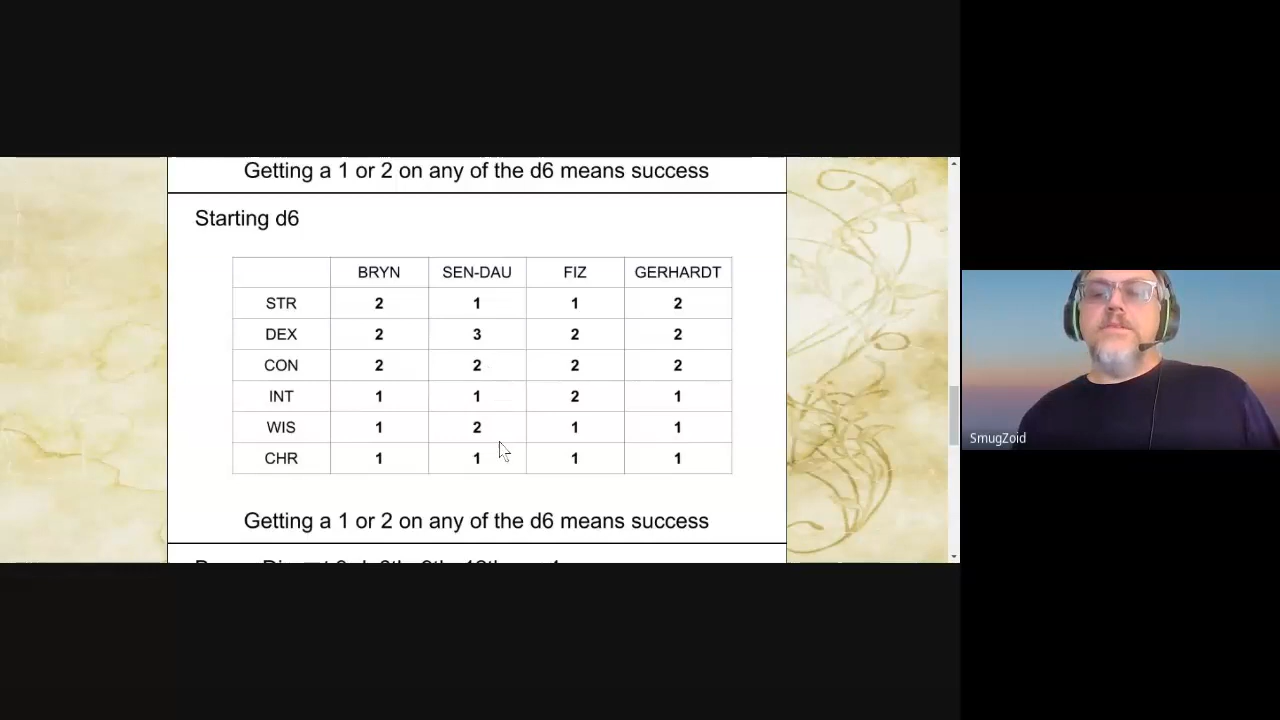 Getting a 1 or 2 on any of the d6 means success
Starting d6
BRYN SEN-DAU FIZ GERHARDT
STR 2 1 1 2
DEX 2 3 2 2
CON 2 2 2 2
INT 1 1 2 1
WIS 1 2 1 1
CHR 1 1 1 1
Getting a 1 or 2 on any of the d6 means success
SmugZoid